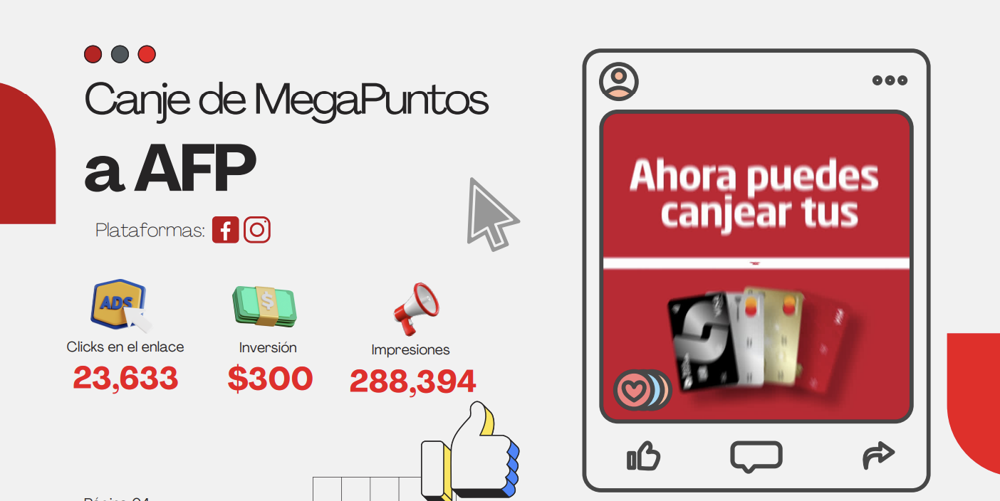 Canje de MegaPuntos
a AFP
Plataformas:
ADS
Clicks en el enlace
23,633
Inversión
$300
Impresiones
288,394
Ahora puedes
canjear tus
VISA